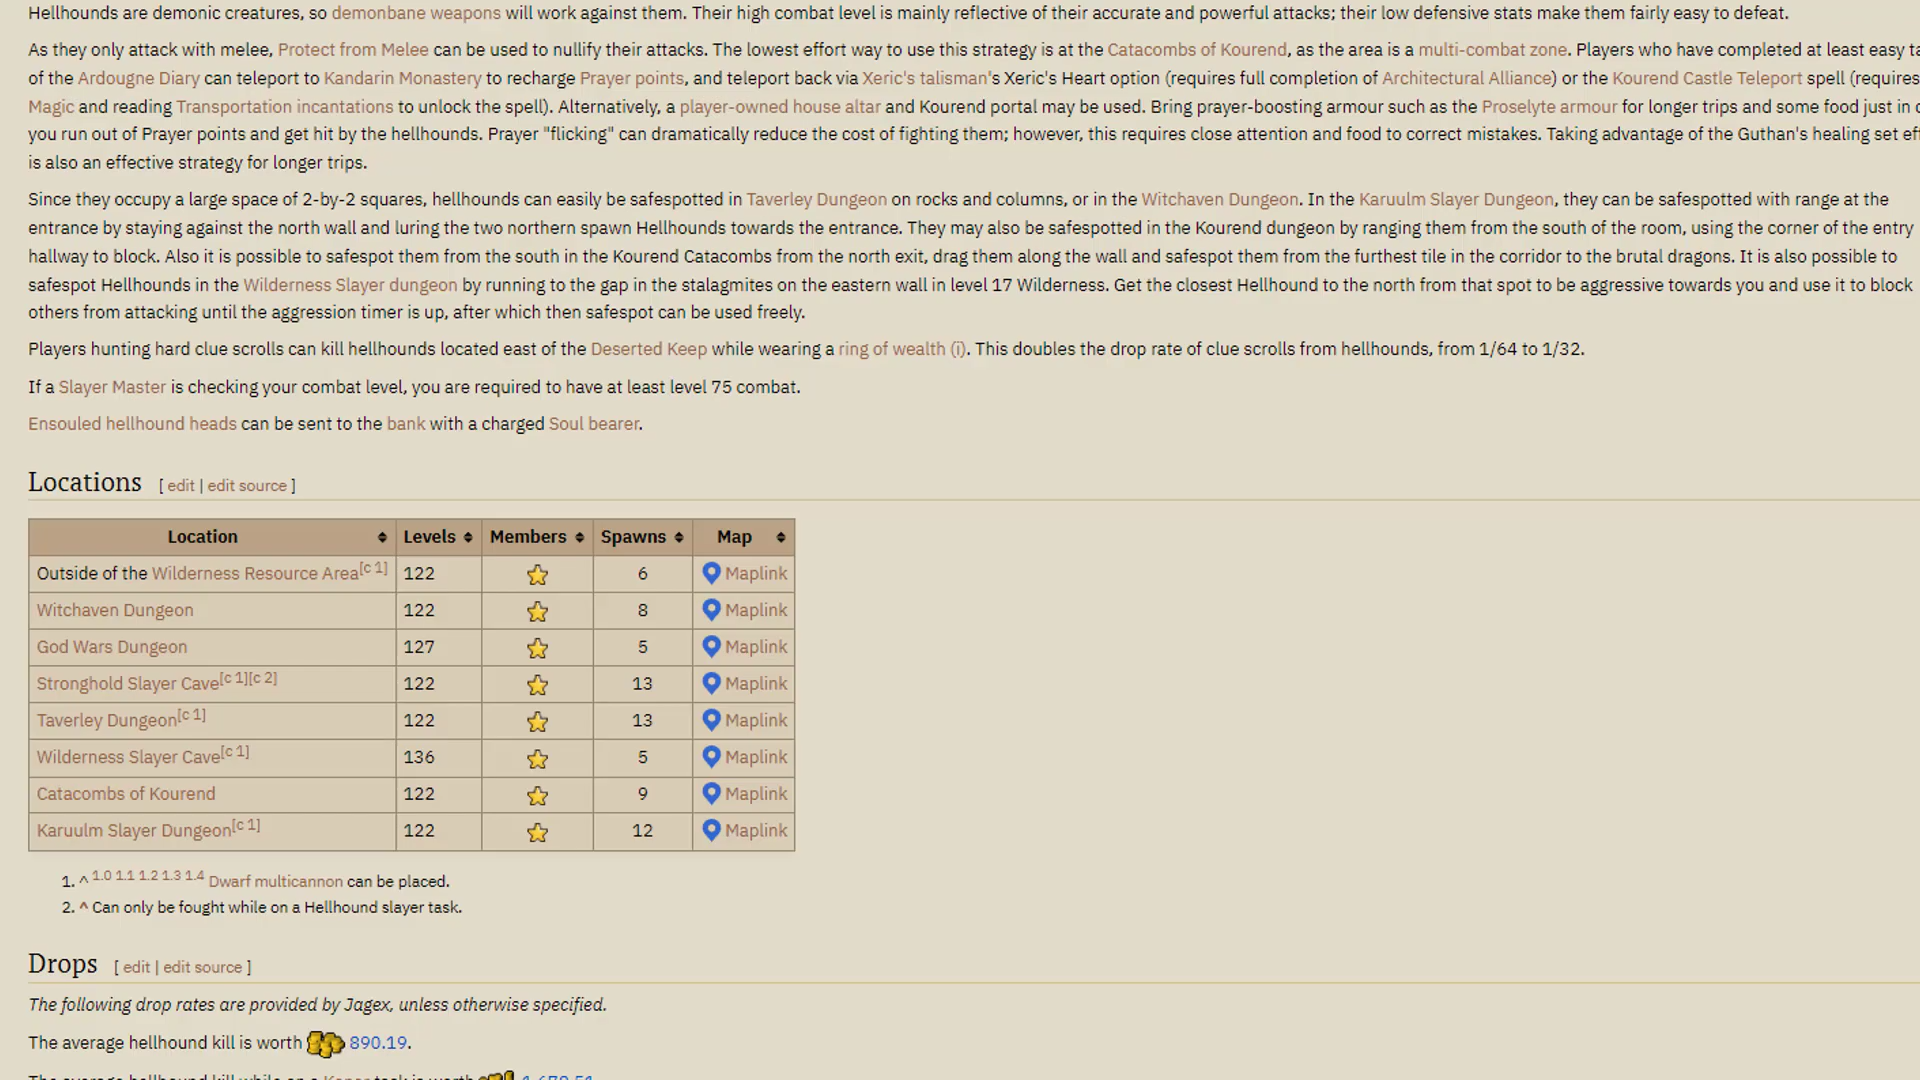 Hellhounds are demonic creatures, so demonbane weapons will work against them. Their high combat level is mainly reflective of their accurate and powerful attacks; their low defensive stats make them fairly easy to defeat.
As they only attack with melee, Protect from Melee can be used to nullify their attacks. The lowest effort way to use this strategy is at the Catacombs of Kourend, as the area is a multi-combat zone. Players who have completed at least easy ta
of the Ardougne Diary can teleport to Kandarin Monastery to recharge Prayer points, and teleport back via Xeric's talisman's Xeric's Heart option (requires full completion of Architectural Alliance) or the Kourend Castle Teleport spell (requires
Magic and reading Transportation incantations to unlock the spell). Alternatively, a player-owned house altar and Kourend portal may be used. Bring prayer-boosting armour such as the Proselyte armour for longer trips and some food just in c
you run out of Prayer points and get hit by the hellhounds. Prayer "flicking" can dramatically reduce the cost of fighting them; however, this requires close attention and food to correct mistakes. Taking advantage of the Guthan's healing set eff
is also an effective strategy for longer trips.
Since they occupy a large space of 2-by-2 squares, hellhounds can easily be safespotted in Taverley Dungeon on rocks and columns, or in the Witchaven Dungeon. In the Karuulm Slayer Dungeon, they can be safespotted with range at the
entrance by staying against the north wall and luring the two northern spawn Hellhounds towards the entrance. They may also be safespotted in the Kourend dungeon by ranging them from the south of the room, using the corner of the entry
hallway to block. Also it is possible to safespot them from the south in the Kourend Catacombs from the north exit, drag them along the wall and safespot them from the furthest tile in the corridor to the brutal dragons. It is also possible to
safespot Hellhounds in the Wilderness Slayer dungeon by running to the gap in the stalagmites on the eastern wall in level 17 Wilderness. Get the closest Hellhound to the north from that spot to be aggressive towards you and use it to block
others from attacking until the aggression timer is up, after which then safespot can be used freely.
Players hunting hard clue scrolls can kill hellhounds located east of the Deserted Keep while wearing a ring of wealth (i). This doubles the drop rate of clue scrolls from hellhounds, from 1/64 to 1/32.
If a Slayer Master is checking your combat level, you are required to have at least level 75 combat.
Ensouled hellhound heads can be sent to the bank with a charged Soul bearer.
Locations [ edit | edit source ]
Location Levels Members Spawns Map
Outside of the Wilderness Resource Area[c 1] 122 6 Maplink
Witchaven Dungeon 122 8 Maplink
God Wars Dungeon 127 5 Maplink
Stronghold Slayer Cave[c 1][c 2] 122 13 Maplink
Taverley Dungeon[c 1] 122 13 Maplink
Wilderness Slayer Cave[c 1] 136 5 Maplink
Catacombs of Kourend 122 9 Maplink
Karuulm Slayer Dungeon[c 1] 122 12 Maplink
1. ^ 1.0 1.1 1.2 1.3 1.4 Dwarf multicannon can be placed.
2. ^ Can only be fought while on a Hellhound slayer task.
Drops [ edit | edit source ]
The following drop rates are provided by Jagex, unless otherwise specified.
The average hellhound kill is worth 890.19.
The average hellhound kill while on a Konar task is worth 1,670.51